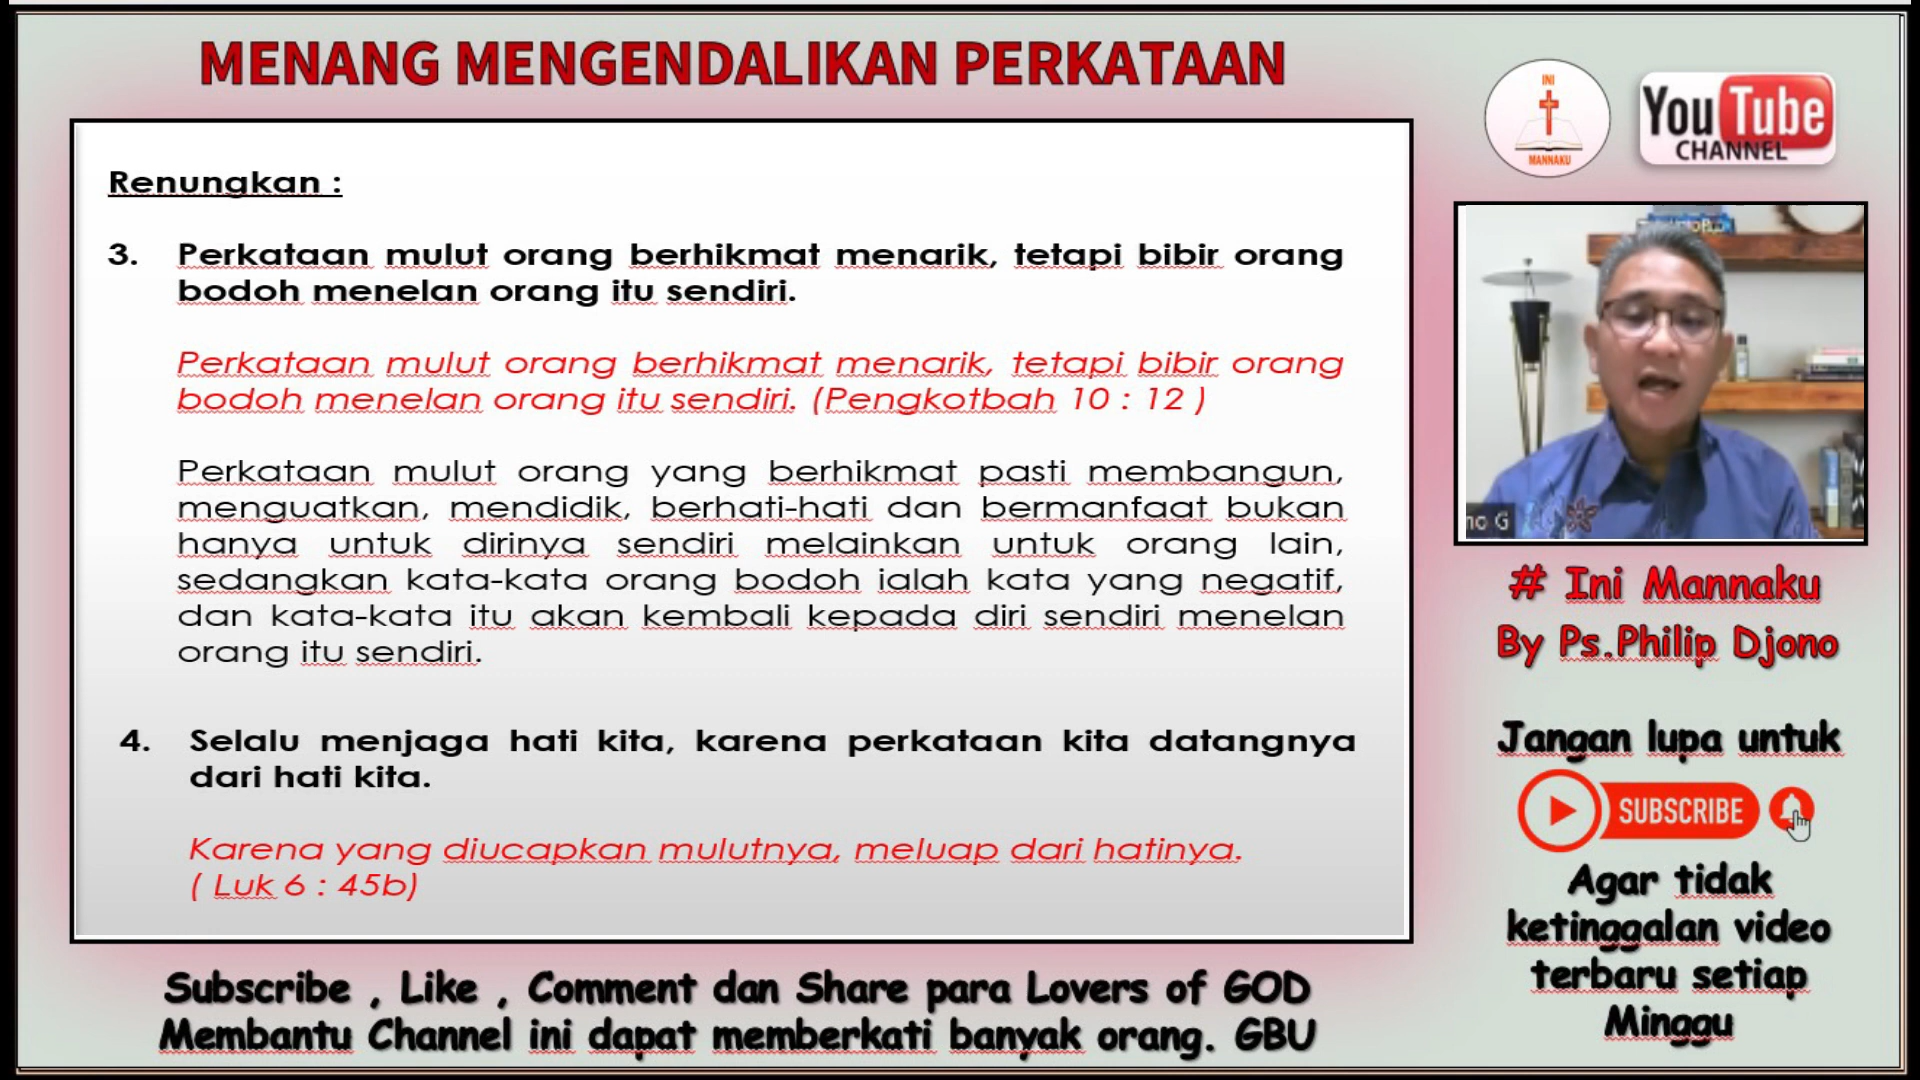 MENANG MENGENDALIKAN PERKATAAN
Renungkan :
3. Perkataan mulut orang berhikmat menarik, tetapi bibir orang
bodoh menelan orang itu sendiri.
Perkataan mulut orang berhikmat menarik, tetapi bibir orang
bodoh menelan orang itu sendiri. (Pengkotbah 10 : 12 )
Perkataan mulut orang yang berhikmat pasti membangun,
menguatkan, mendidik, berhati-hati dan bermanfaat bukan
hanya untuk dirinya sendiri melainkan untuk orang lain,
sedangkan kata-kata orang bodoh ialah kata yang negatif,
dan kata-kata itu akan kembali kepada diri sendiri menelan
orang itu sendiri.
4. Selalu menjaga hati kita, karena perkataan kita datangnya
dari hati kita.
Karena yang diucapkan mulutnya, meluap dari hatinya.
( Luk 6 : 45b)
Subscribe , Like , Comment dan Share para Lovers of GOD
Membantu Channel ini dapat memberkati banyak orang. GBU
INI
MANNAKU
YouTube
CHANNEL
no G
# Ini Mannaku
By Ps.Philip Djono
Jangan lupa untuk
SUBSCRIBE
Agar tidak
ketinggalan video
terbaru setiap
Minggu